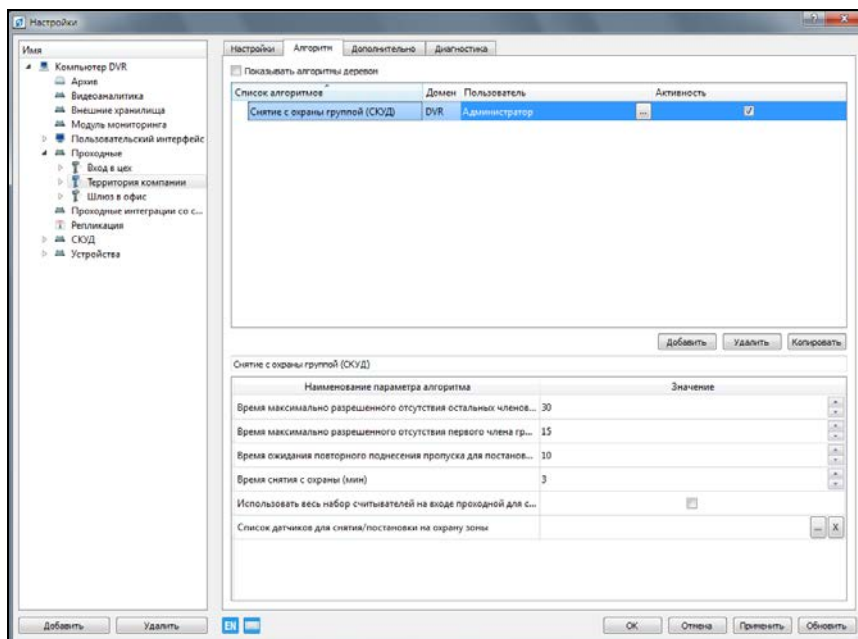 Настройки
Имя
Компьютер DVR
Архив
Видеоаналитика
Внешние хранилища
Модуль мониторинга
Пользовательский интерфейс
Проходные
Вход в цех
Территория компании
Шлюз в офис
Проходные интеграции со с...
Репликация
СКУД
Устройства
Добавить Удалить
Настройки Алгоритм Дополнительно Диагностика
Показывать алгоритмы деревом
Список алгоритмов Домен Пользователь Активность
Снятие с охраны группой (СКУД) DVR Администратор ...
Добавить Удалить Копировать
Снятие с охраны группой (СКУД)
Наименование параметра алгоритма Значение
Время максимально разрешенного отсутствия остальных членов... 30
Время максимально разрешенного отсутствия первого члена гр... 15
Время ожидания повторного поднесения пропуска для постанов... 10
Время снятия с охраны (мин) 3
Использовать весь набор считывателей на входе проходной для с...
Список датчиков для снятия/постановки на охрану зоны ... X
EN
OK Отмена Применить Обновить